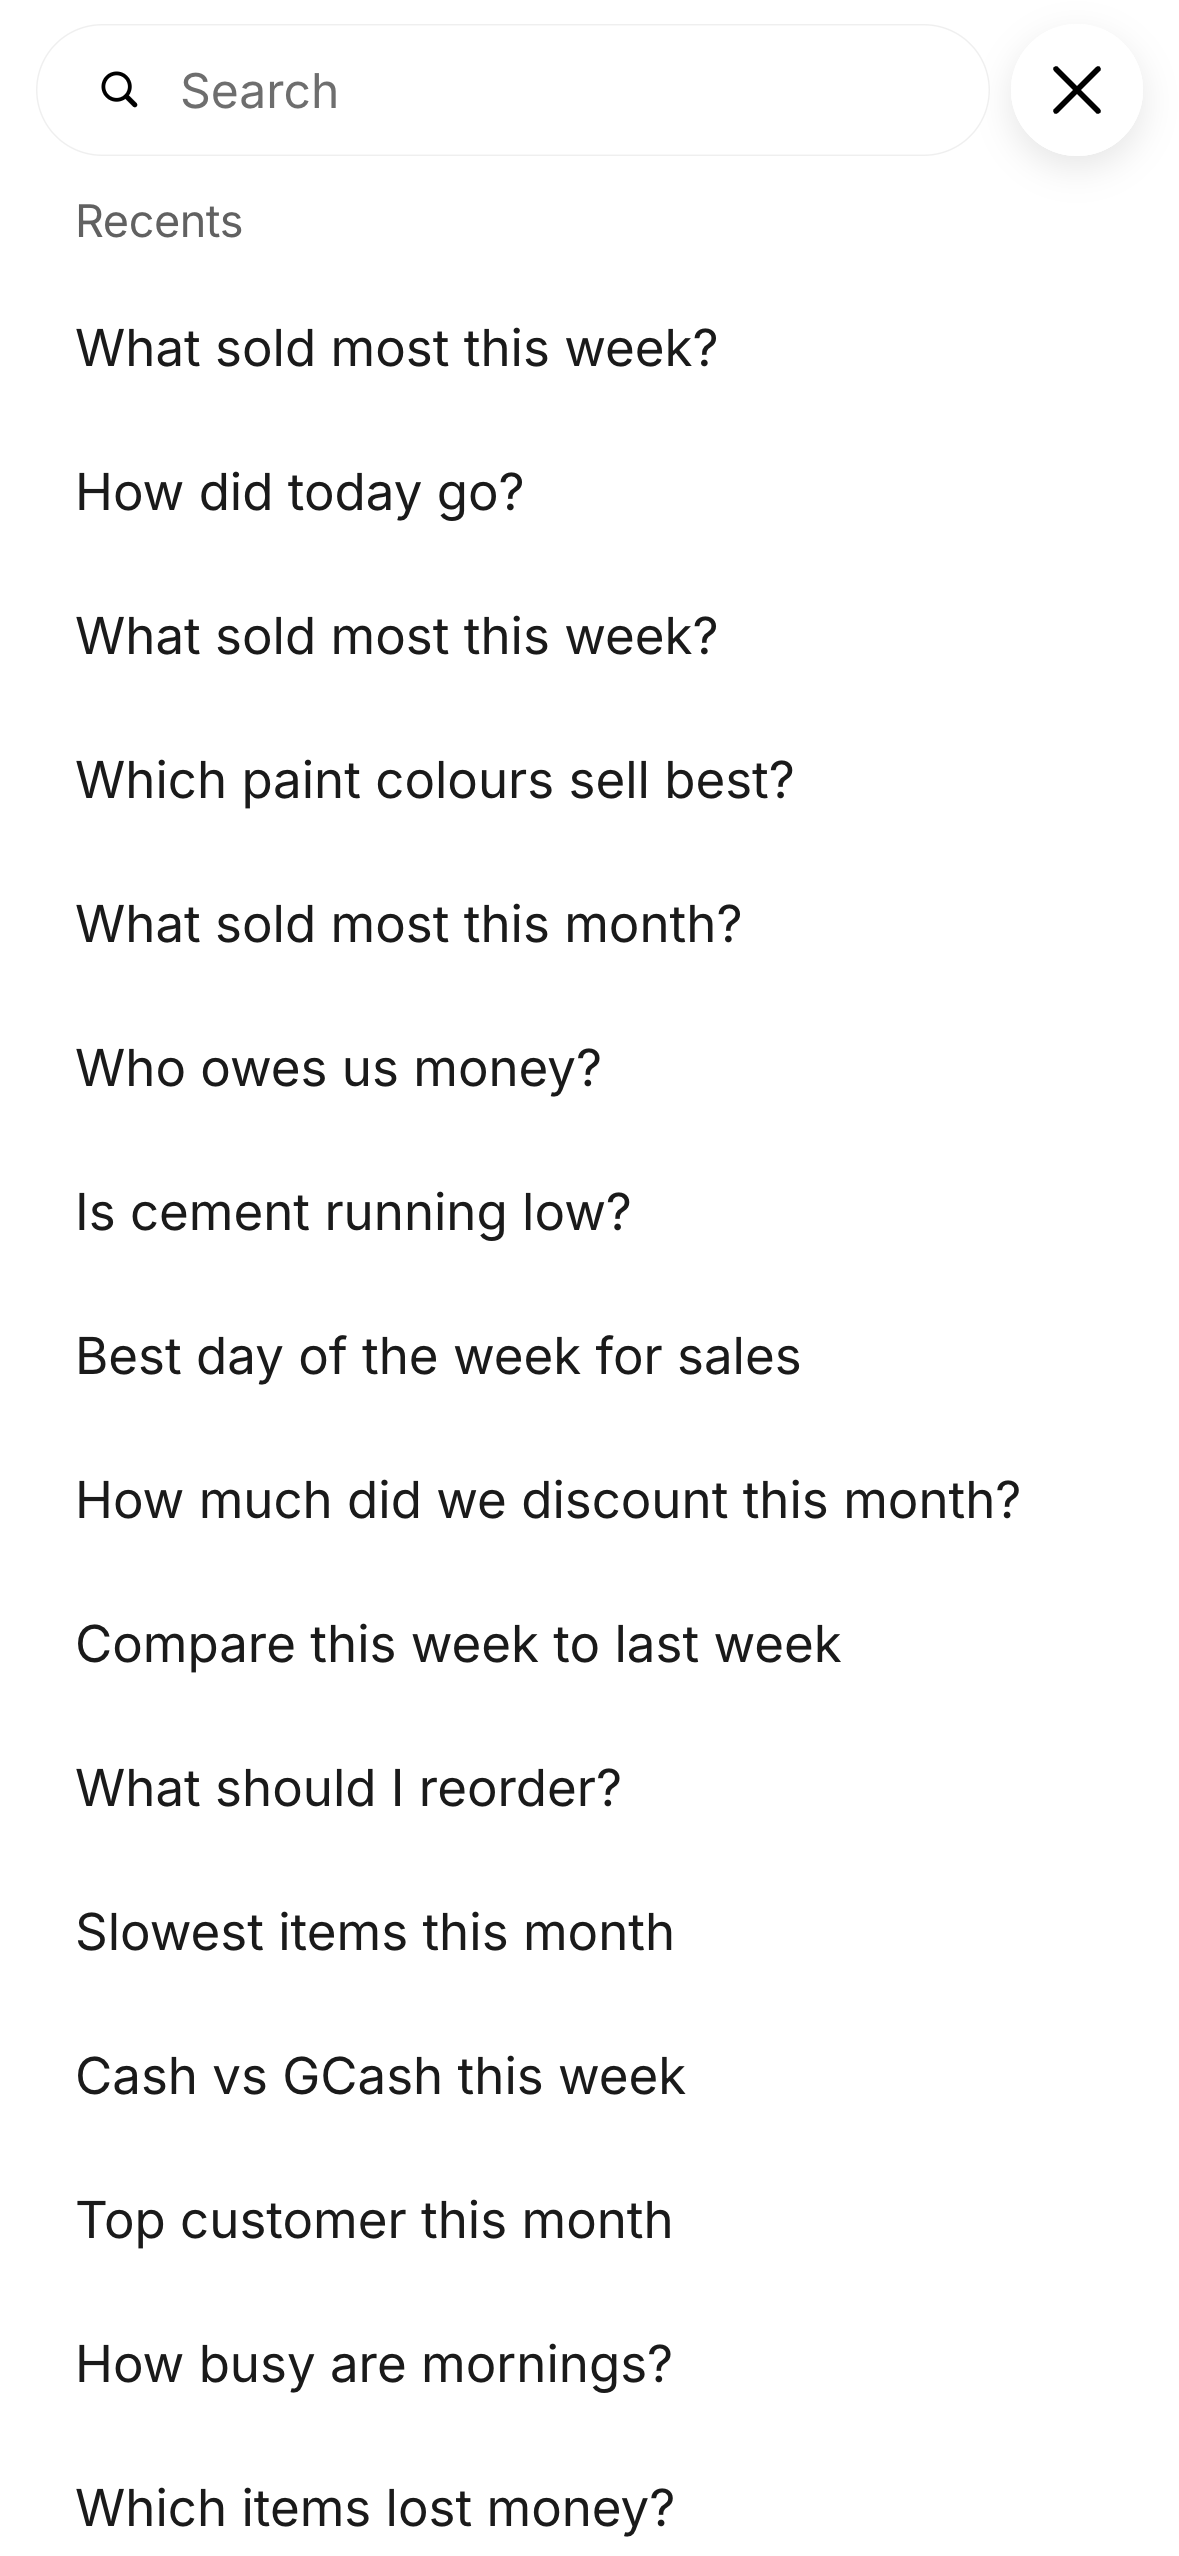 Search
Recents
What sold most this week?
How did today go?
What sold most this week?
Which paint colours sell best?
What sold most this month?
Who owes us money?
Is cement running low?
Best day of the week for sales
How much did we discount this month?
Compare this week to last week
What should I reorder?
Slowest items this month
Cash vs GCash this week
Top customer this month
How busy are mornings?
Which items lost money?